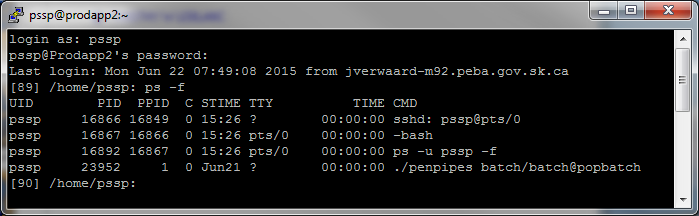 pssp@prodapp2:~
login as: pssp
pssp@Prodapp2's password:
Last login: Mon Jun 22 07:49:08 2015 from jverwaard-m92.peba.gov.sk.ca
[89] /home/pssp: ps -f
UID        PID  PPID  C STIME TTY          TIME CMD
pssp     16866 16849  0 15:26 ?        00:00:00 sshd: pssp@pts/0
pssp     16867 16866  0 15:26 pts/0    00:00:00 -bash
pssp     16892 16867  0 15:26 pts/0    00:00:00 ps -u pssp -f
pssp     23952     1  0 Jun21 ?        00:00:00 ./penpipes batch/batch@popbatch
[90] /home/pssp: